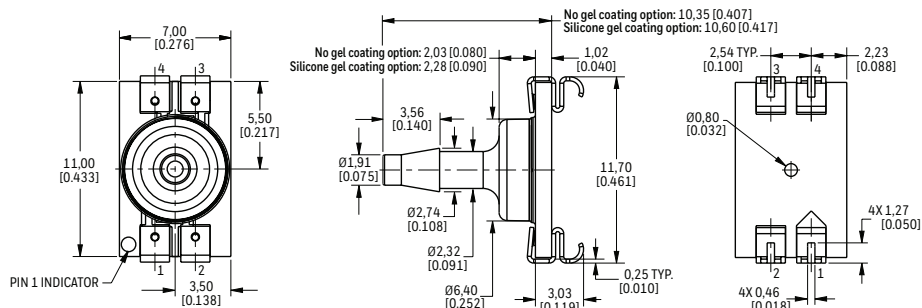 7,00
[0.276]
4
3
5,50
[0.217]
11,00
[0.433]
1
2
PIN 1 INDICATOR
3,50
[0.138]
No gel coating option: 10,35 [0.407]
Silicone gel coating option: 10,60 [0.417]
No gel coating option: 2,03 [0.080]
Silicone gel coating option: 2,28 [0.090]
1,02
[0.040]
3,56
[0.140]
Ø1,91
[0.075]
11,70
[0.461]
Ø2,74
[0.108]
Ø2,32
[0.091]
Ø6,40
[0.252]
3,03
[0.119]
0,25 TYP.
[0.010]
2,54 TYP.
[0.100]
2,23
[0.088]
3
4
Ø0,80
[0.032]
4X 1,27
[0.050]
2
1
4X 0,46
[0.018]